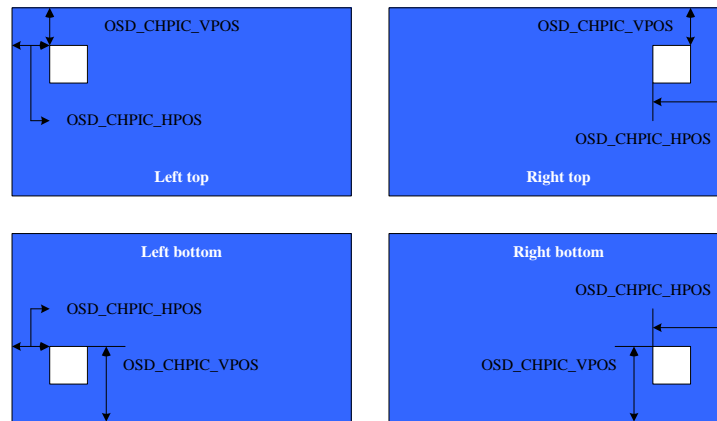 OSD_CHPIC_VPOS
OSD_CHPIC_HPOS
Left top
OSD_CHPIC_VPOS
OSD_CHPIC_HPOS
Right top
Left bottom
OSD_CHPIC_HPOS
OSD_CHPIC_VPOS
Right bottom
OSD_CHPIC_HPOS
OSD_CHPIC_VPOS